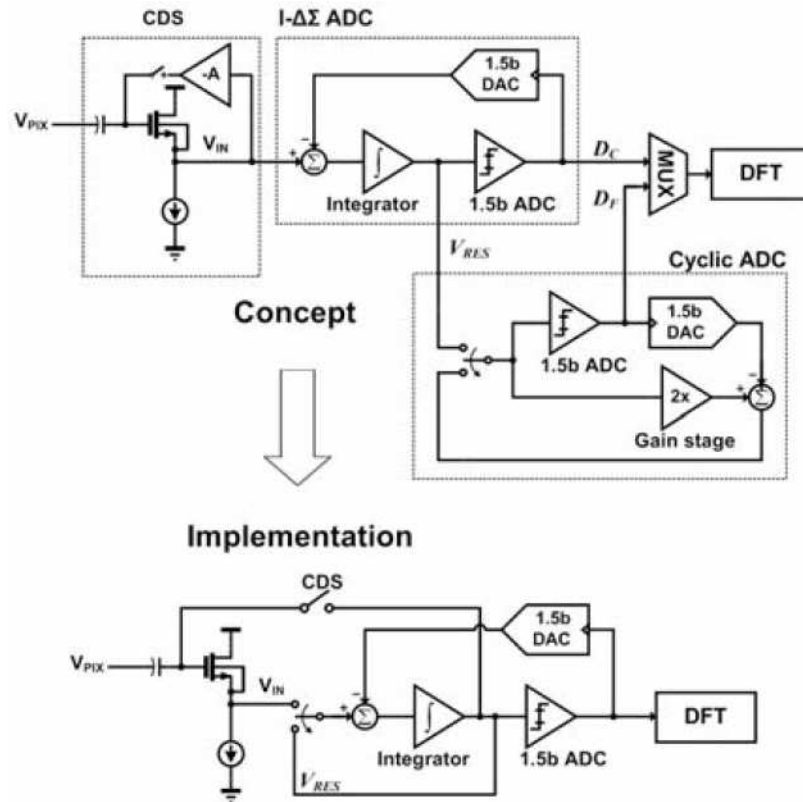 CDS
I-ΔΣ ADC
-A
1.5b
DAC
V_PIX
V_IN
+
−
Σ
∫
Integrator
1.5b ADC
D_C
D_F
MUX
DFT
V_RES
Cyclic ADC
Concept
1.5b
DAC
1.5b ADC
2x
−
+
Σ
Gain stage
Implementation
CDS
1.5b
DAC
V_PIX
V_IN
−
+
Σ
∫
Integrator
1.5b ADC
DFT
V_RES